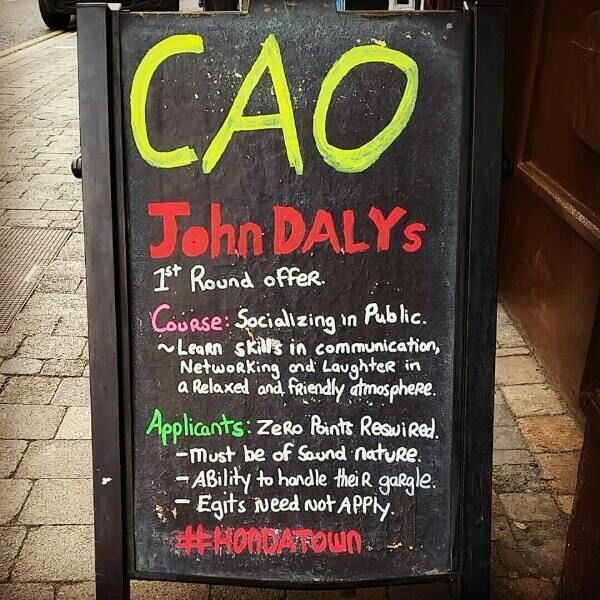 CAO
John DALYs
1st Round offer.
Course: Socializing in Public.
~ Learn skills in communication,
Networking and Laughter in
a Relaxed and friendly atmosphere.
Applicants: Zero Points Required.
- must be of Sound nature.
- ABility to handle their gargle.
- Egits Need not APPly.
#HONDATOWN